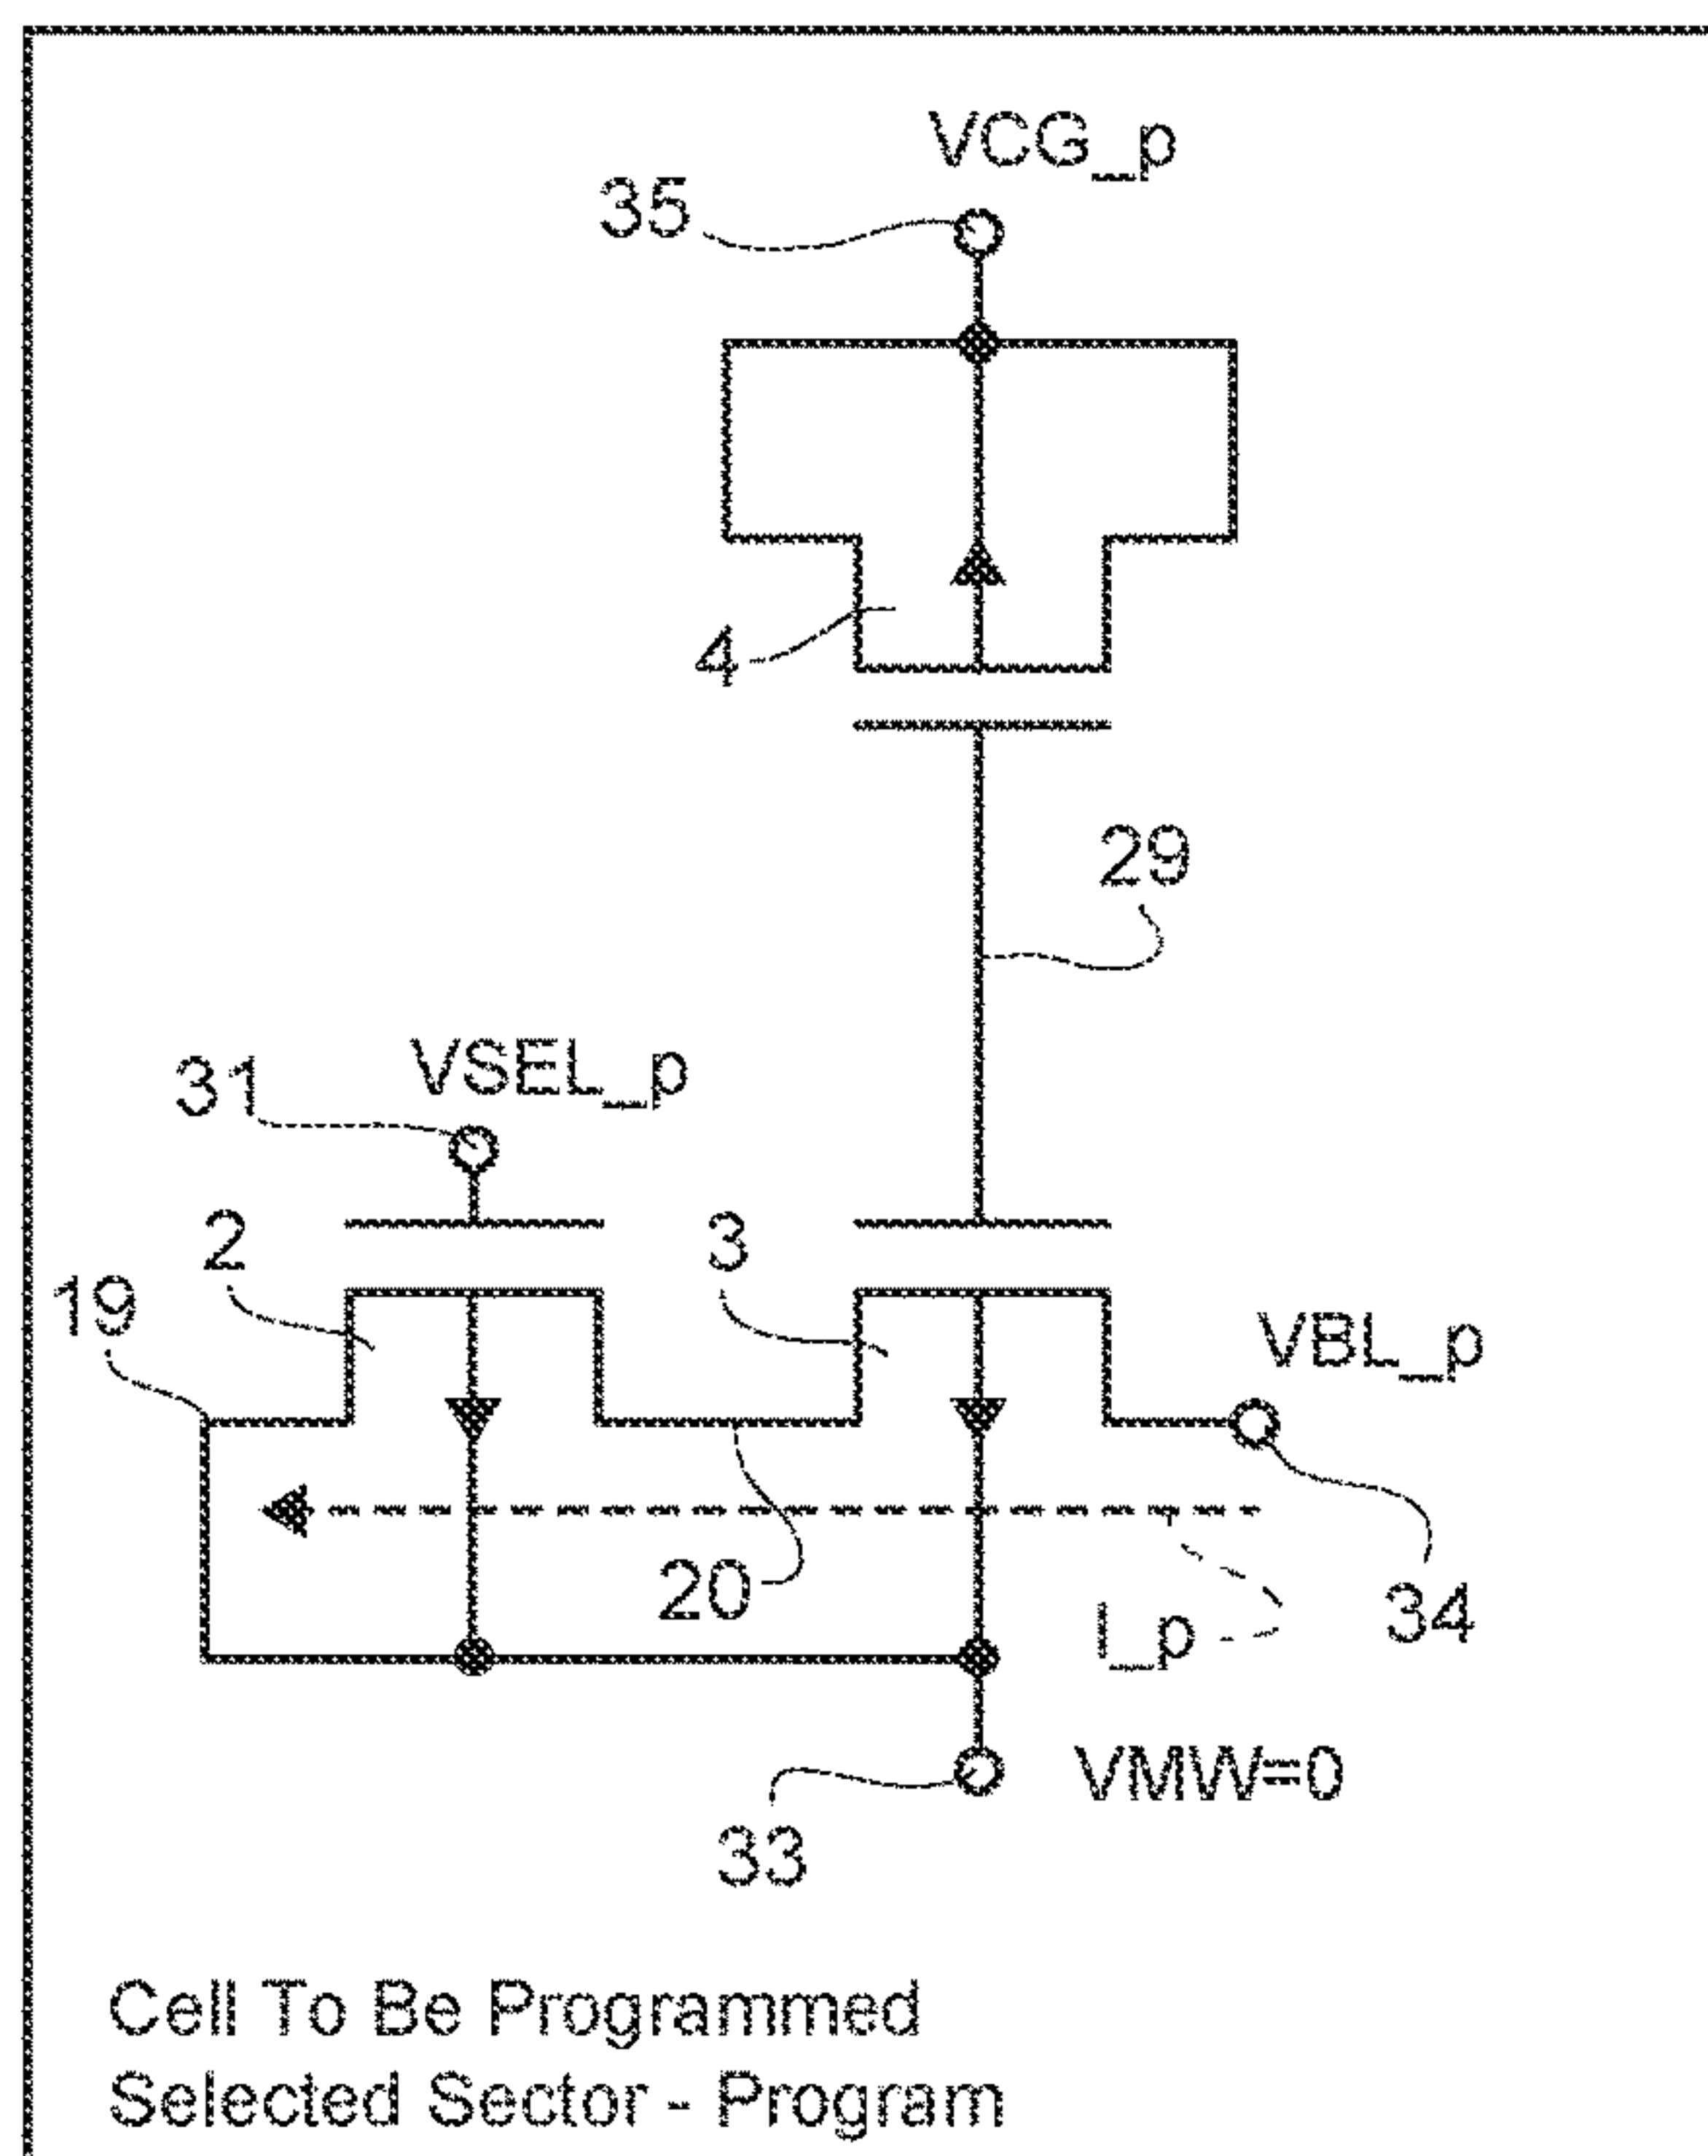 VCG_p
35
4
29
VSEL_p
31
2
3
19
VBL_p
20
I_p
34
VMW=0
33
Cell To Be Programmed
Selected Sector - Program